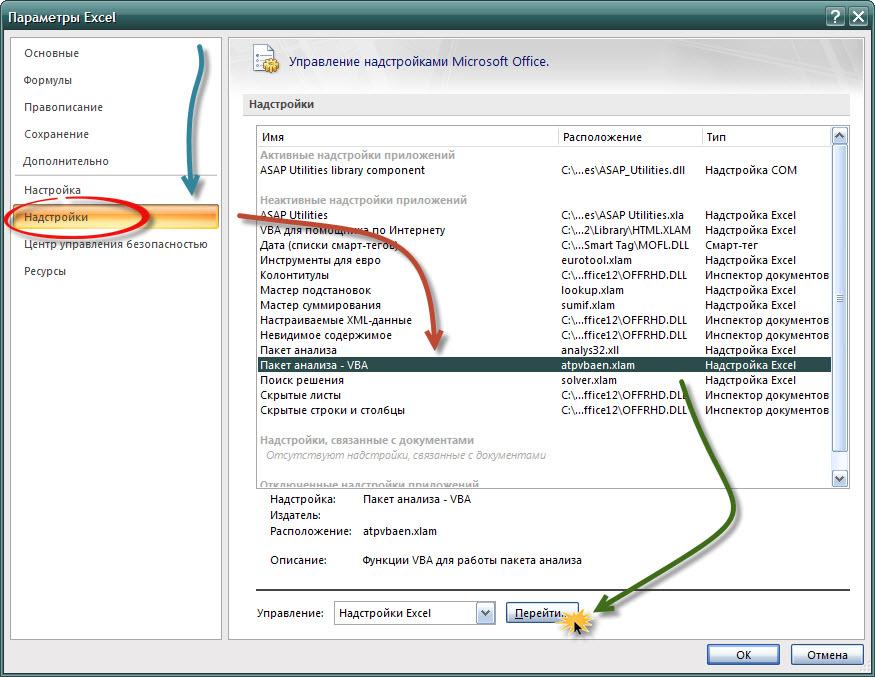 Параметры Excel
Основные
Формулы
Правописание
Сохранение
Дополнительно
Настройка
Надстройки
Центр управления безопасностью
Ресурсы
Управление надстройками Microsoft Office.
Надстройки
Имя Расположение Тип
Активные надстройки приложений
ASAP Utilities library component C:\...es\ASAP_Utilities.dll Надстройка COM
Неактивные надстройки приложений
ASAP Utilities C:\...es\ASAP Utilities.xla Надстройка Excel
VBA для помощника по Интернету C:\...2\Library\HTML.XLAM Надстройка Excel
Дата (списки смарт-тегов) C:\...Smart Tag\MOFL.DLL Смарт-тег
Инструменты для евро eurotool.xlam Надстройка Excel
Колонтитулы C:\...ffice12\OFFRHD.DLL Инспектор документов
Мастер подстановок lookup.xlam Надстройка Excel
Мастер суммирования sumif.xlam Надстройка Excel
Настраиваемые XML-данные C:\...ffice12\OFFRHD.DLL Инспектор документов
Невидимое содержимое C:\...ffice12\OFFRHD.DLL Инспектор документов
Пакет анализа analys32.xll Надстройка Excel
Пакет анализа - VBA atpvbaen.xlam Надстройка Excel
Поиск решения solver.xlam Надстройка Excel
Скрытые листы C:\...ffice12\OFFRHD.DLL Инспектор документов
Скрытые строки и столбцы C:\...ffice12\OFFRHD.DLL Инспектор документов
Надстройки, связанные с документами
Отсутствуют надстройки, связанные с документами
Отключенные надстройки приложений
Надстройка: Пакет анализа - VBA
Издатель:
Расположение: atpvbaen.xlam
Описание: Функции VBA для работы пакета анализа
Управление: Надстройки Excel Перейти...
ОК Отмена